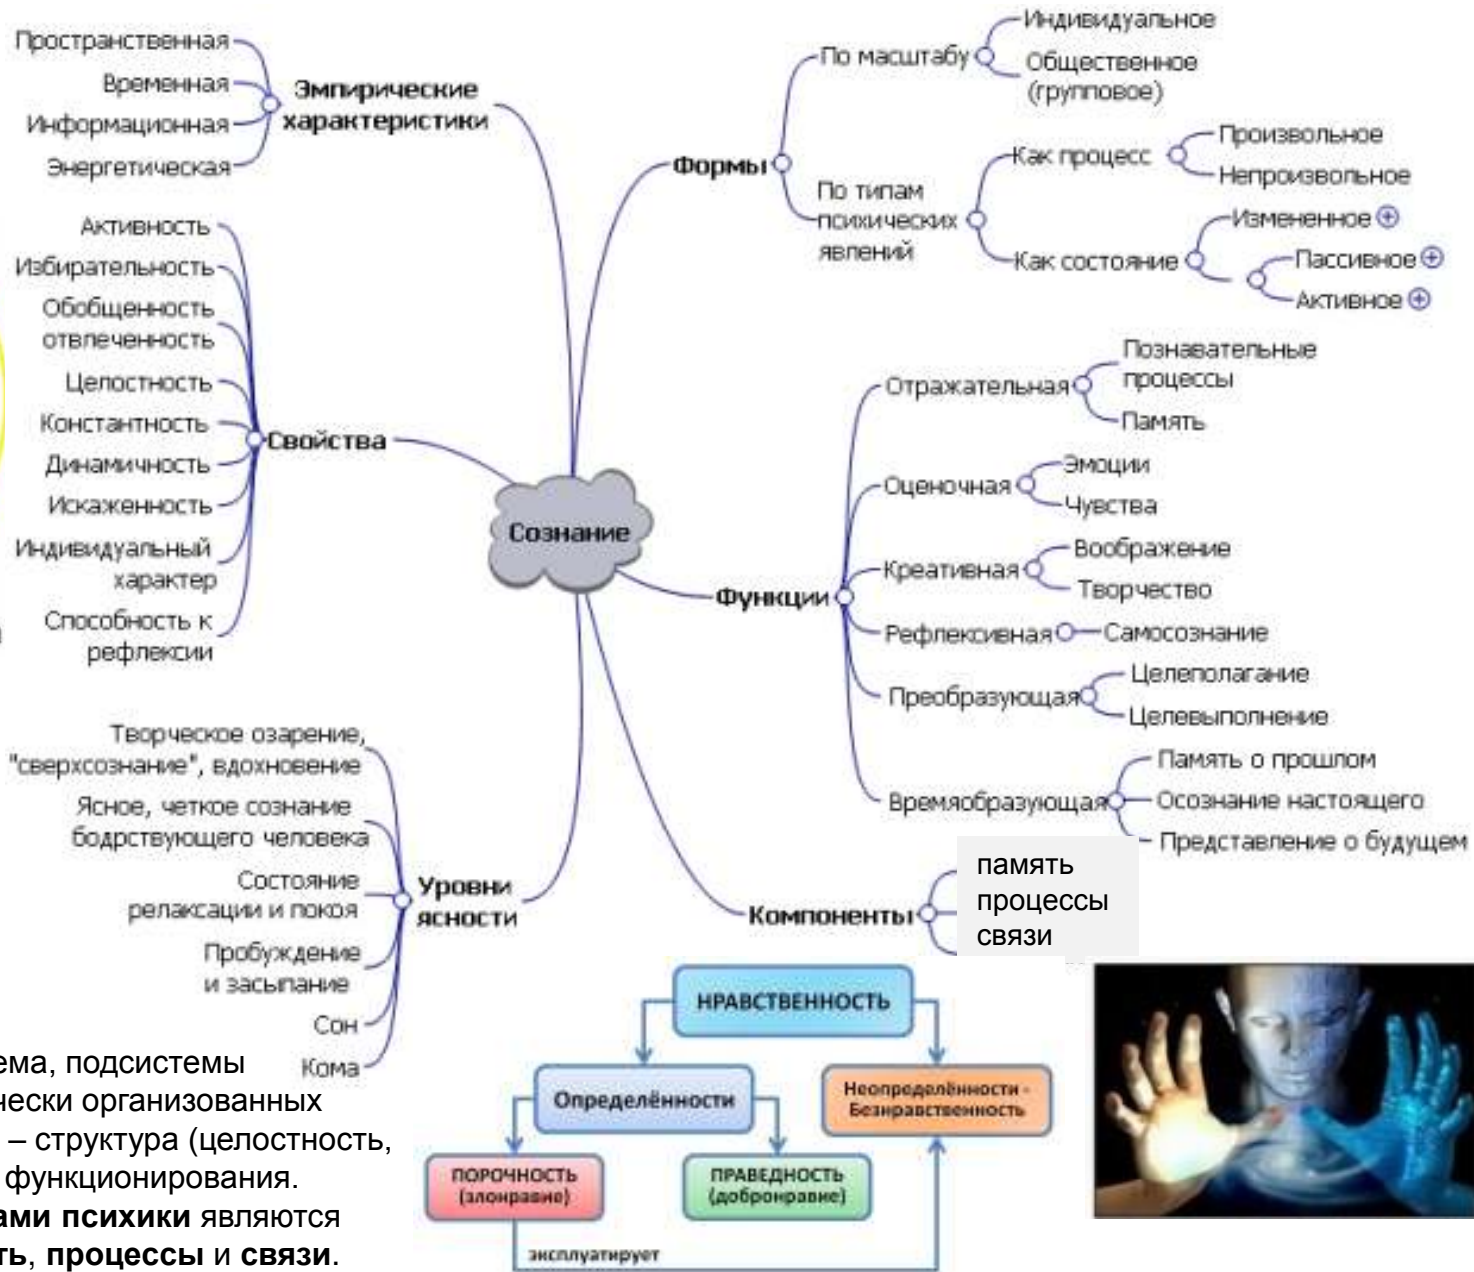 Пространственная
Временная
Информационная
Энергетическая
Эмпирические
характеристики
Активность
Избирательность
Обобщенность
отвлеченность
Целостность
Константность
Динамичность
Искаженность
Индивидуальный
характер
Способность к
рефлексии
Свойства
Творческое озарение,
"сверхсознание", вдохновение
Ясное, четкое сознание
бодрствующего человека
Состояние
релаксации и покоя
Пробуждение
и засыпание
Сон
Кома
Уровни
ясности
Сознание
Формы
По масштабу
Индивидуальное
Общественное
(групповое)
По типам
психических
явлений
Как процесс
Произвольное
Непроизвольное
Как состояние
Измененное
Пассивное
Активное
Функции
Отражательная
Познавательные
процессы
Память
Оценочная
Эмоции
Чувства
Креативная
Воображение
Творчество
Рефлексивная
Самосознание
Преобразующая
Целеполагание
Целевыполнение
Времяобразующая
Память о прошлом
Осознание настоящего
Представление о будущем
Компоненты
память
процессы
связи
НРАВСТВЕННОСТЬ
Определённости
Неопределённости -
Безнравственность
ПОРОЧНОСТЬ
(злонравие)
ПРАВЕДНОСТЬ
(добронравие)
эксплуатирует
ема, подсистемы
чески организованных
– структура (целостность,
функционирования.
ами психики являются
ть, процессы и связи.